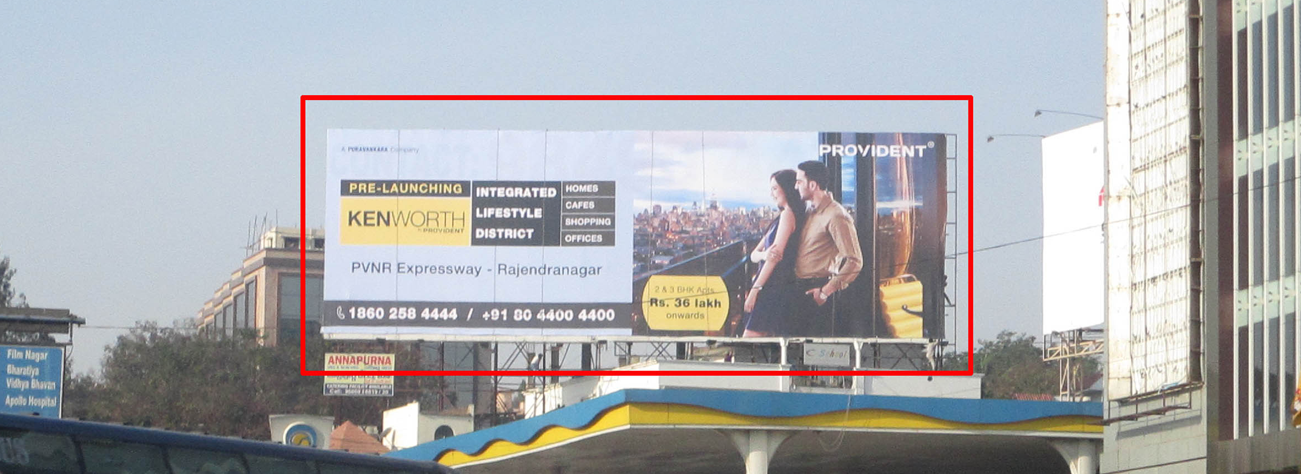 A PURAVANKARA Company
PROVIDENT®
PRE-LAUNCHING
KENWORTH
BY PROVIDENT
INTEGRATED
LIFESTYLE
DISTRICT
HOMES
CAFES
SHOPPING
OFFICES
PVNR Expressway - Rajendranagar
1860 258 4444 / +91 80 4400 4400
2 & 3 BHK Apts.
Rs. 36 lakh
onwards
ANNAPURNA
Film Nagar
Bharatiya
Vidhya Bhavan
Apollo Hospital